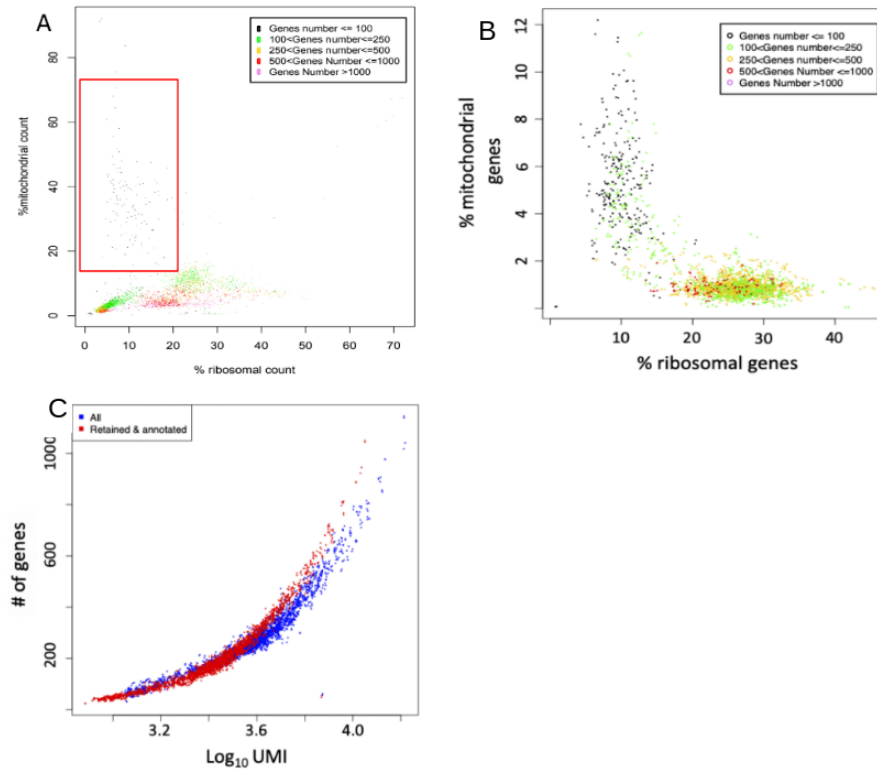 A
Genes number <= 100
100<Genes number<=250
250<Genes number<=500
500<Genes Number <=1000
Genes Number >1000
%mitochondrial count
80
60
40
20
0
0 10 20 30 40 50 60 70
% ribosomal count
B
Genes number <= 100
100<Genes number<=250
250<Genes number<=500
500<Genes Number <=1000
Genes Number >1000
% mitochondrial
genes
12
10
8
6
4
2
10 20 30 40
% ribosomal genes
C
All
Retained & annotated
# of genes
1000
600
200
3.2 3.6 4.0
Log₁₀ UMI